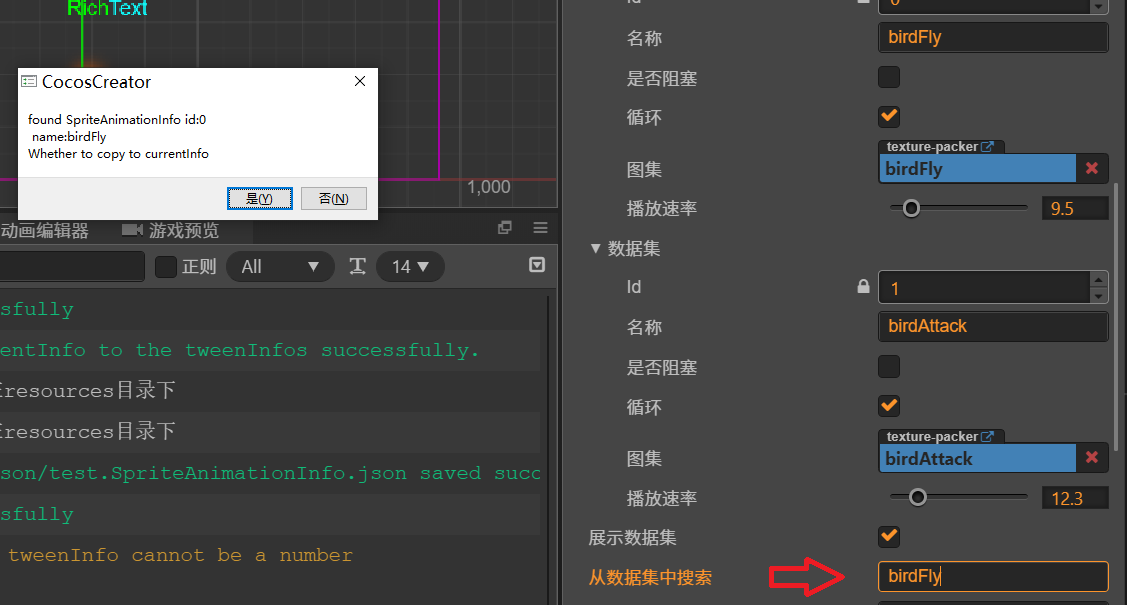 RichText
CocosCreator
found SpriteAnimationInfo id:0
name:birdFly
Whether to copy to currentInfo
是(Y)
否(N)
1,000
动画编辑器
游戏预览
正则
All
14
sfully
entInfo to the tweenInfos successfully.
resources目录下
resources目录下
son/test.SpriteAnimationInfo.json saved succ
sfully
tweenInfo cannot be a number
名称
birdFly
是否阻塞
循环
图集
texture-packer
birdFly
播放速率
9.5
数据集
Id
1
名称
birdAttack
是否阻塞
循环
图集
texture-packer
birdAttack
播放速率
12.3
展示数据集
从数据集中搜索
birdFly